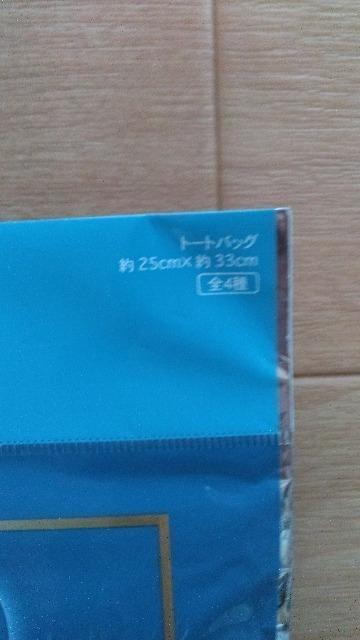 トートバッグ
約 25cm×約 33cm
全4種